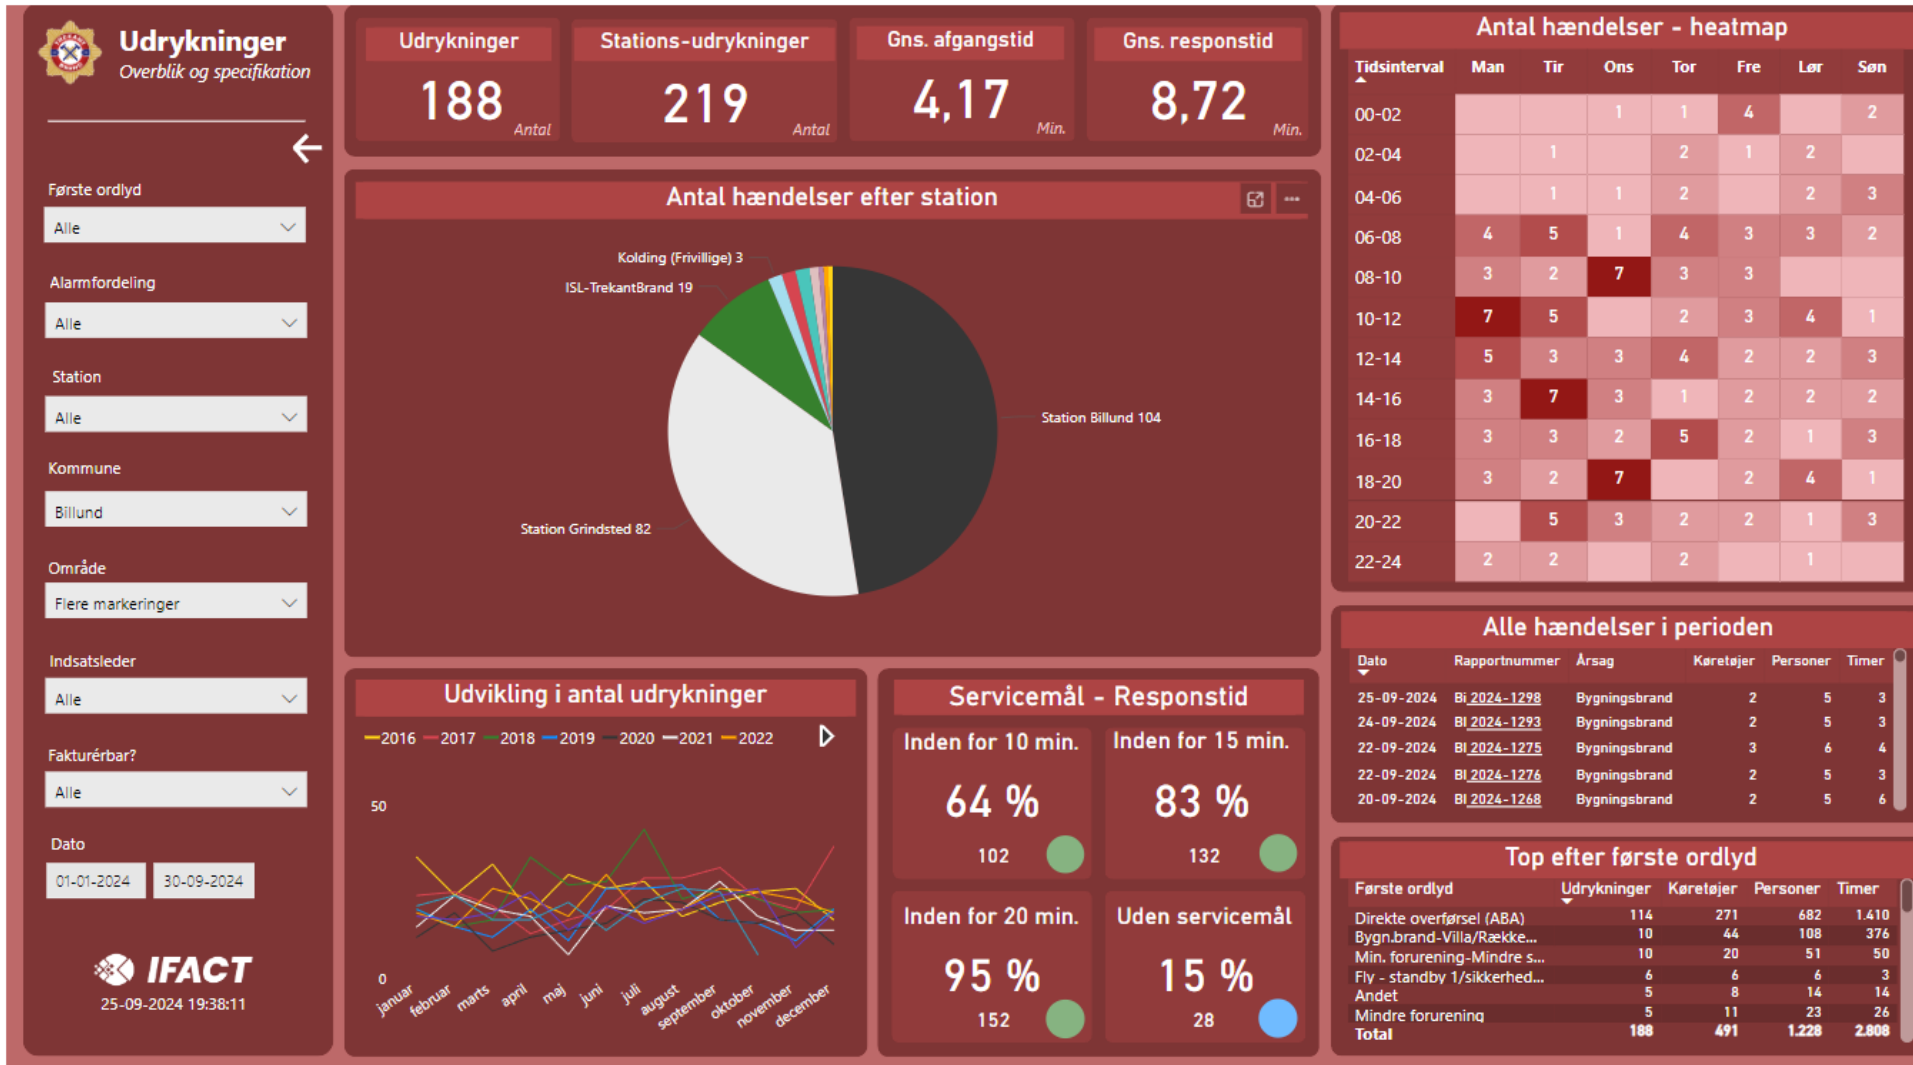 Udrykninger
Overblik og specifikation
Første ordlyd
Alle
Alarmfordeling
Alle
Station
Alle
Kommune
Billund
Område
Flere markeringer
Indsatsleder
Alle
Fakturérbar?
Alle
Dato
01-01-2024 30-09-2024
IFACT
25-09-2024 19:38:11
Udrykninger
188
Antal
Stations-udrykninger
219
Antal
Gns. afgangstid
4,17
Min.
Gns. responstid
8,72
Min.
Antal hændelser efter station
Kolding (Frivillige) 3
ISL-TrekantBrand 19
Station Billund 104
Station Grindsted 82
Udvikling i antal udrykninger
2016 2017 2018 2019 2020 2021 2022
50
0
januar februar marts april maj juni juli august september oktober november december
Servicemål - Responstid
Inden for 10 min.
64 %
102
Inden for 15 min.
83 %
132
Inden for 20 min.
95 %
152
Uden servicemål
15 %
28
Antal hændelser - heatmap
Tidsinterval Man Tir Ons Tor Fre Lør Søn
00-02 1 1 4 2
02-04 1 2 1 2
04-06 1 1 2 2 3
06-08 4 5 1 4 3 3 2
08-10 3 2 7 3 3
10-12 7 5 2 3 4 1
12-14 5 3 3 4 2 2 3
14-16 3 7 3 1 2 2 2
16-18 3 3 2 5 2 1 3
18-20 3 2 7 2 4 1
20-22 5 3 2 2 1 3
22-24 2 2 2 1
Alle hændelser i perioden
Dato Rapportnummer Årsag Køretøjer Personer Timer
25-09-2024 Bi 2024-1298 Bygningsbrand 2 5 3
24-09-2024 BI 2024-1293 Bygningsbrand 2 5 3
22-09-2024 BI 2024-1275 Bygningsbrand 3 6 4
22-09-2024 BI 2024-1276 Bygningsbrand 2 5 3
20-09-2024 BI 2024-1268 Bygningsbrand 2 5 6
Top efter første ordlyd
Første ordlyd Udrykninger Køretøjer Personer Timer
Direkte overførsel (ABA) 114 271 682 1.410
Bygn.brand-Villa/Række... 10 44 108 376
Min. forurening-Mindre s... 10 20 51 50
Fly - standby 1/sikkerhed... 6 6 6 3
Andet 5 8 14 14
Mindre forurening 5 11 23 26
Total 188 491 1.228 2.808